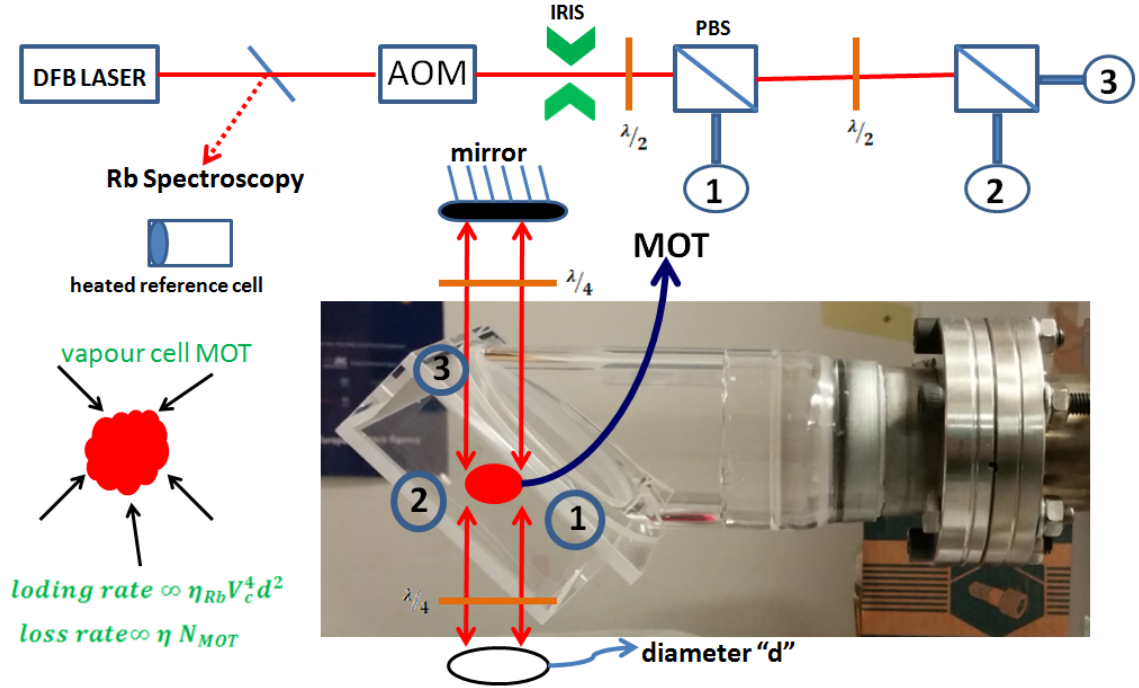 IRIS
PBS
DFB LASER
AOM
3
λ/2
λ/2
mirror
Rb Spectroscopy
1
2
MOT
heated reference cell
λ/4
vapour cell MOT
3
2
1
λ/4
loding rate ∞ η_Rb V_c^4 d^2
loss rate∞ η N_MOT
diameter “d”